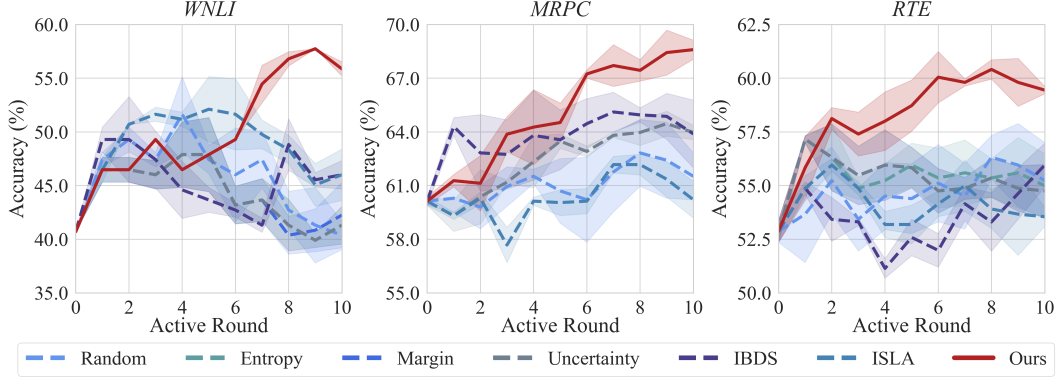 WNLI
MRPC
RTE
Accuracy (%)
60.0
55.0
50.0
45.0
40.0
35.0
0 2 4 6 8 10
Active Round
Accuracy (%)
70.0
67.0
64.0
61.0
58.0
55.0
0 2 4 6 8 10
Active Round
Accuracy (%)
62.5
60.0
57.5
55.0
52.5
50.0
0 2 4 6 8 10
Active Round
Random Entropy Margin Uncertainty IBDS ISLA Ours